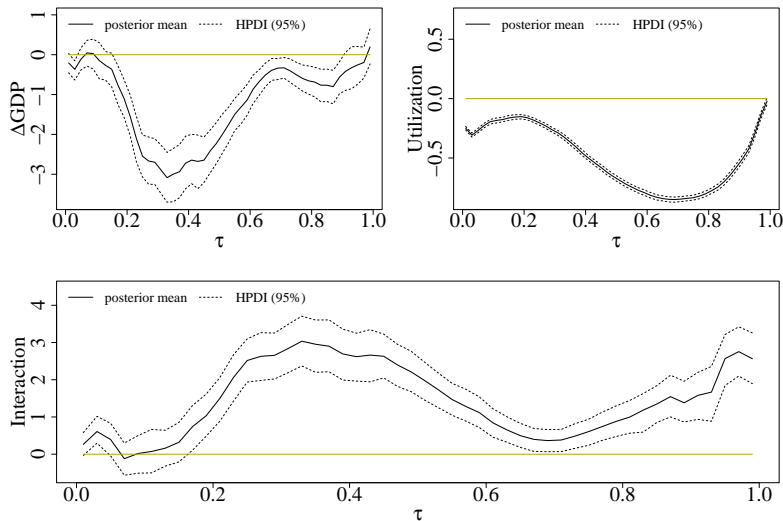 posterior mean HPDI (95%)
ΔGDP
1
0
−1
−2
−3
0.0 0.2 0.4 0.6 0.8 1.0
τ
posterior mean HPDI (95%)
Utilization
0.5
0.0
−0.5
0.0 0.2 0.4 0.6 0.8 1.0
τ
posterior mean HPDI (95%)
Interaction
4
3
2
1
0
0.0 0.2 0.4 0.6 0.8 1.0
τ